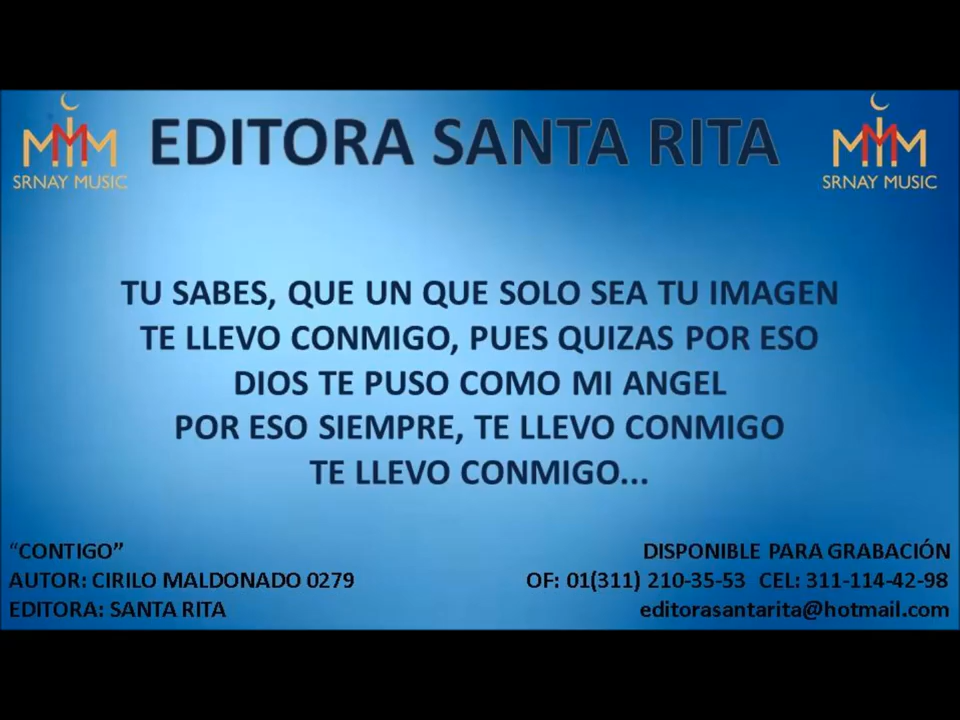 EDITORA SANTA RITA
SRNAY MUSIC
SRNAY MUSIC
TU SABES, QUE UN QUE SOLO SEA TU IMAGEN
TE LLEVO CONMIGO, PUES QUIZAS POR ESO
DIOS TE PUSO COMO MI ANGEL
POR ESO SIEMPRE, TE LLEVO CONMIGO
TE LLEVO CONMIGO...
“CONTIGO”
AUTOR: CIRILO MALDONADO 0279
EDITORA: SANTA RITA
DISPONIBLE PARA GRABACIÓN
OF: 01(311) 210-35-53 CEL: 311-114-42-98
editorasantarita@hotmail.com